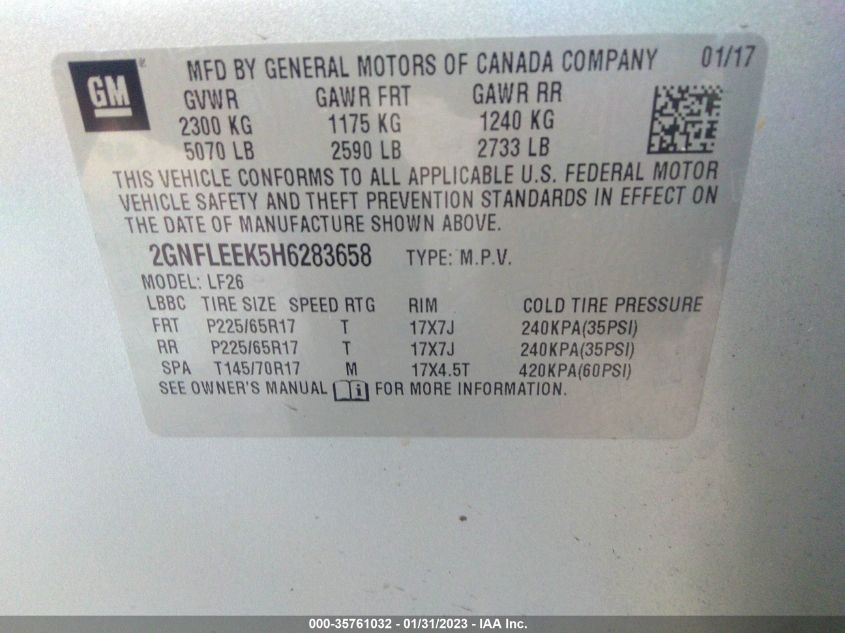 GM
MFD BY GENERAL MOTORS OF CANADA COMPANY 01/17
GVWR GAWR FRT GAWR RR
2300 KG 1175 KG 1240 KG
5070 LB 2590 LB 2733 LB
THIS VEHICLE CONFORMS TO ALL APPLICABLE U.S. FEDERAL MOTOR
VEHICLE SAFETY AND THEFT PREVENTION STANDARDS IN EFFECT ON
THE DATE OF MANUFACTURE SHOWN ABOVE.
2GNFLEEK5H6283658 TYPE: M.P.V.
MODEL: LF26
LBBC TIRE SIZE SPEED RTG RIM COLD TIRE PRESSURE
FRT P225/65R17 T 17X7J 240KPA(35PSI)
RR P225/65R17 T 17X7J 240KPA(35PSI)
SPA T145/70R17 M 17X4.5T 420KPA(60PSI)
SEE OWNER'S MANUAL FOR MORE INFORMATION.
000-35761032 - 01/31/2023 - IAA Inc.